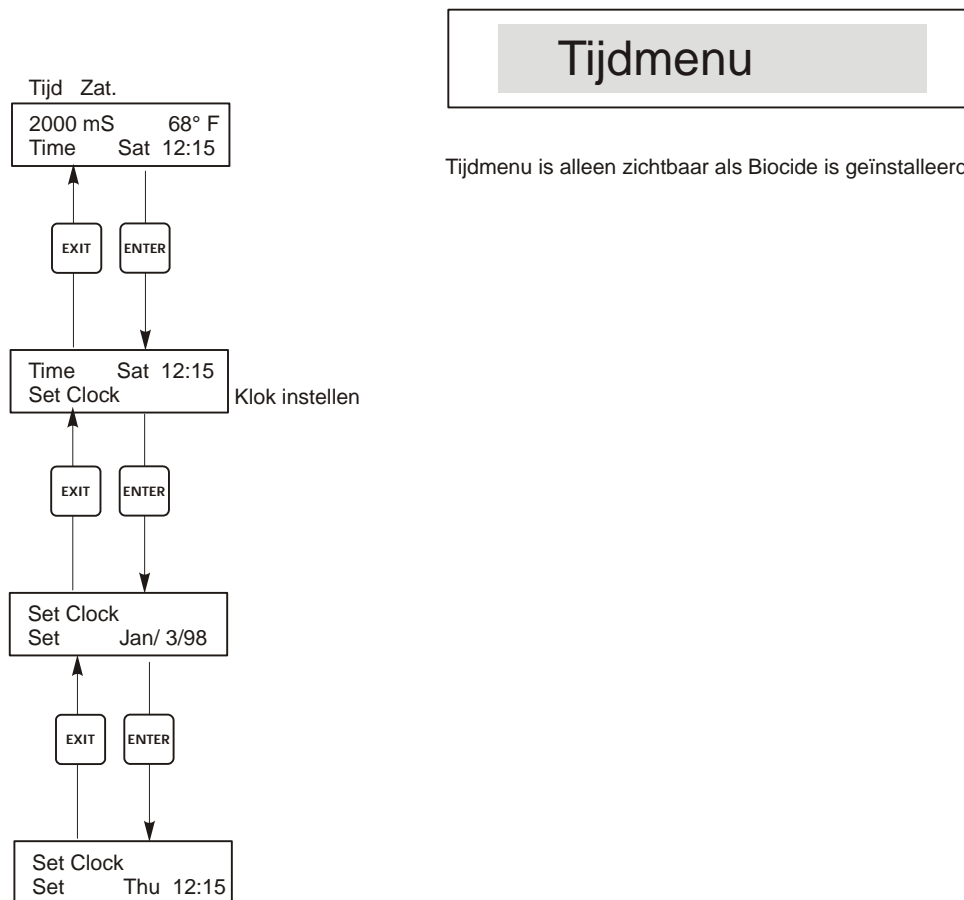 Tijdmenu
Tijd Zat.
2000 mS 68° F
Time Sat 12:15
Tijdmenu is alleen zichtbaar als Biocide is geïnstalleerd
EXIT ENTER
Time Sat 12:15
Set Clock
Klok instellen
EXIT ENTER
Set Clock
Set Jan/ 3/98
EXIT ENTER
Set Clock
Set Thu 12:15